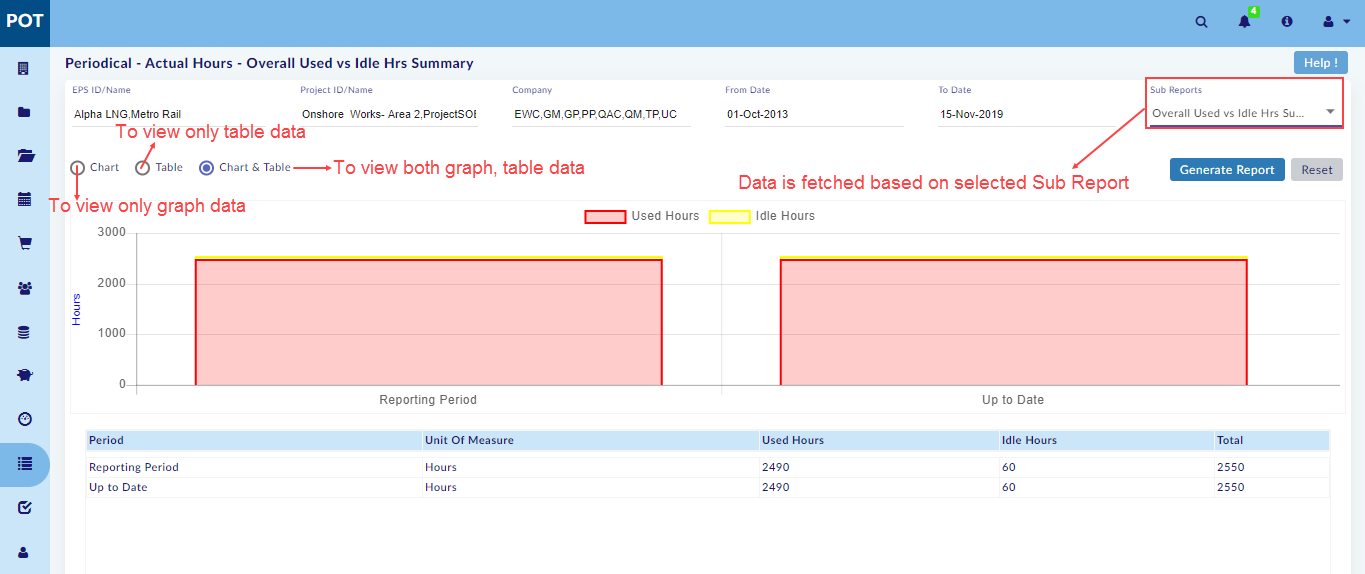 POT
4
Periodical - Actual Hours - Overall Used vs Idle Hrs Summary
Help !
EPS ID/Name Project ID/Name Company From Date To Date Sub Reports
Alpha LNG,Metro Rail Onshore Works- Area 2,ProjectSOE EWC,GM,GP,PP,QAC,QM,TP,UC 01-Oct-2013 15-Nov-2019 Overall Used vs Idle Hrs Su...
To view only table data
Chart Table Chart & Table To view both graph, table data Generate Report Reset
Data is fetched based on selected Sub Report
To view only graph data
Used Hours Idle Hours
3000
2000
1000
0
Hours
Reporting Period Up to Date
Period Unit Of Measure Used Hours Idle Hours Total
Reporting Period Hours 2490 60 2550
Up to Date Hours 2490 60 2550